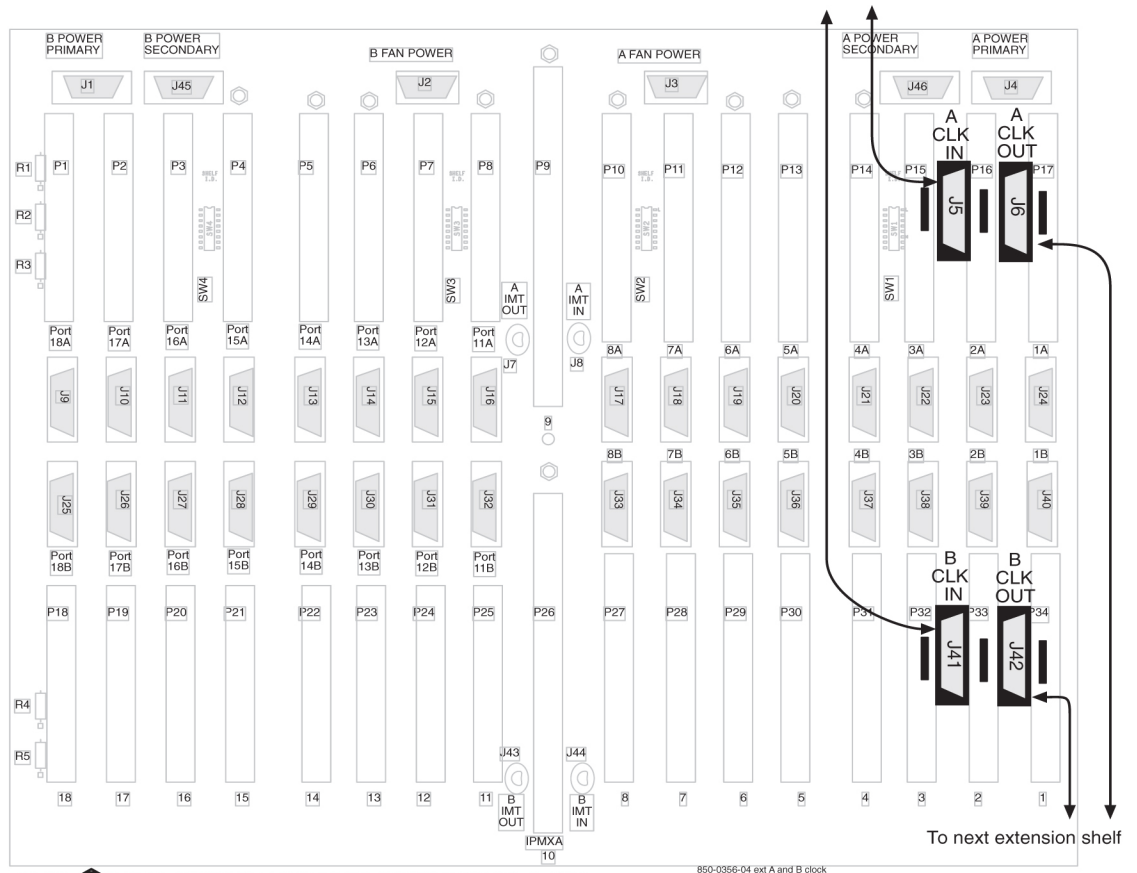 B POWER PRIMARY
B POWER SECONDARY
B FAN POWER
A FAN POWER
A POWER SECONDARY
A POWER PRIMARY
J1
J45
J2
J3
J46
J4
A CLK IN
A CLK OUT
R1
P1
P2
P3
P4
P5
P6
P7
P8
P9
P10
P11
P12
P13
P14
P15
P16
P17
SHELF I.D.
SHELF I.D.
SHELF I.D.
SHELF I.D.
J5
J6
R2
R3
SW4
SW3
SW2
SW1
SW4
SW3
SW2
SW1
A IMT OUT
A IMT IN
Port 18A
Port 17A
Port 16A
Port 15A
Port 14A
Port 13A
Port 12A
Port 11A
J7
J8
8A
7A
6A
5A
4A
3A
2A
1A
J9
J10
J11
J12
J13
J14
J15
J16
J17
J18
J19
J20
J21
J22
J23
J24
9
8B
7B
6B
5B
4B
3B
2B
1B
J25
J26
J27
J28
J29
J30
J31
J32
J33
J34
J35
J36
J37
J38
J39
J40
Port 18B
Port 17B
Port 16B
Port 15B
Port 14B
Port 13B
Port 12B
Port 11B
B CLK IN
B CLK OUT
P18
P19
P20
P21
P22
P23
P24
P25
P26
P27
P28
P29
P30
P31
P32
P33
P34
J41
J42
R4
R5
J43
J44
18
17
16
15
14
13
12
11
B IMT OUT
B IMT IN
8
7
6
5
4
3
2
1
IPMXA
10
To next extension shelf
850-0356-04 ext A and B clock